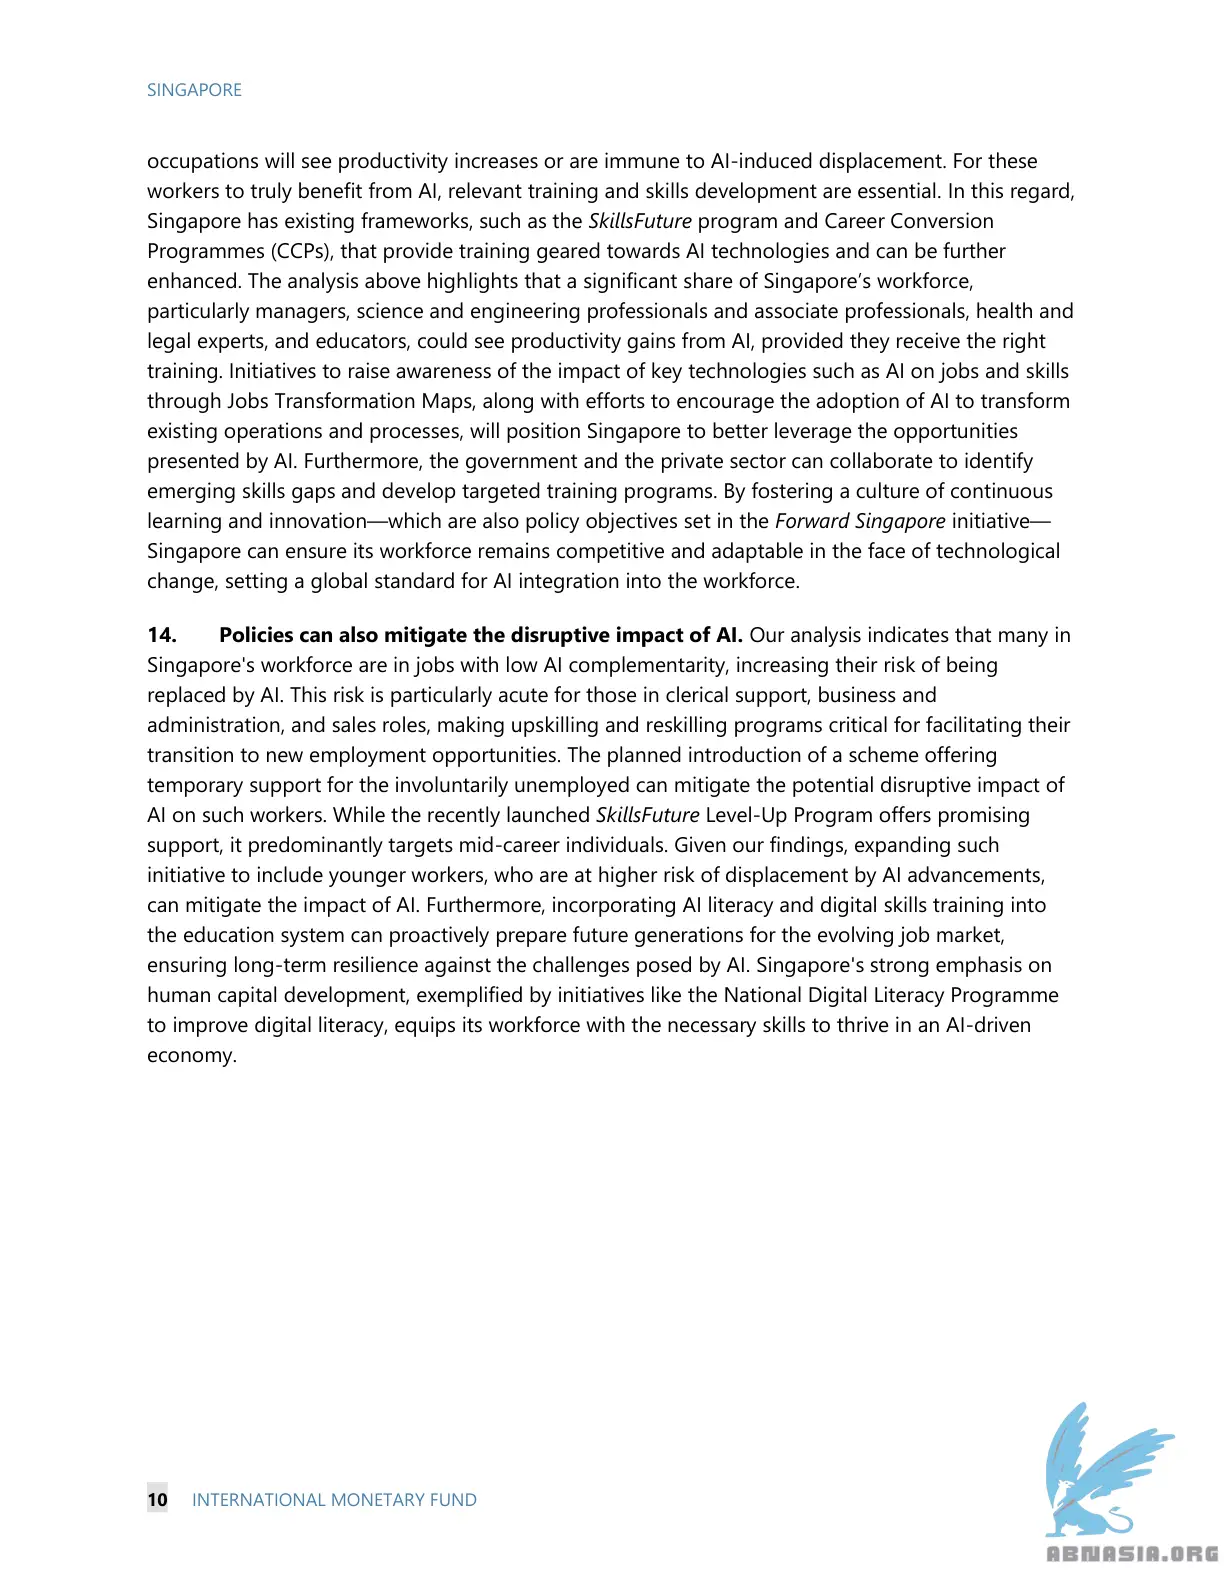 SINGAPORE
occupations will see productivity increases or are immune to AI-induced displacement. For these
workers to truly benefit from AI, relevant training and skills development are essential. In this regard,
Singapore has existing frameworks, such as the SkillsFuture program and Career Conversion
Programmes (CCPs), that provide training geared towards AI technologies and can be further
enhanced. The analysis above highlights that a significant share of Singapore’s workforce,
particularly managers, science and engineering professionals and associate professionals, health and
legal experts, and educators, could see productivity gains from AI, provided they receive the right
training. Initiatives to raise awareness of the impact of key technologies such as AI on jobs and skills
through Jobs Transformation Maps, along with efforts to encourage the adoption of AI to transform
existing operations and processes, will position Singapore to better leverage the opportunities
presented by AI. Furthermore, the government and the private sector can collaborate to identify
emerging skills gaps and develop targeted training programs. By fostering a culture of continuous
learning and innovation—which are also policy objectives set in the Forward Singapore initiative—
Singapore can ensure its workforce remains competitive and adaptable in the face of technological
change, setting a global standard for AI integration into the workforce.
14. Policies can also mitigate the disruptive impact of AI. Our analysis indicates that many in
Singapore's workforce are in jobs with low AI complementarity, increasing their risk of being
replaced by AI. This risk is particularly acute for those in clerical support, business and
administration, and sales roles, making upskilling and reskilling programs critical for facilitating their
transition to new employment opportunities. The planned introduction of a scheme offering
temporary support for the involuntarily unemployed can mitigate the potential disruptive impact of
AI on such workers. While the recently launched SkillsFuture Level-Up Program offers promising
support, it predominantly targets mid-career individuals. Given our findings, expanding such
initiative to include younger workers, who are at higher risk of displacement by AI advancements,
can mitigate the impact of AI. Furthermore, incorporating AI literacy and digital skills training into
the education system can proactively prepare future generations for the evolving job market,
ensuring long-term resilience against the challenges posed by AI. Singapore's strong emphasis on
human capital development, exemplified by initiatives like the National Digital Literacy Programme
to improve digital literacy, equips its workforce with the necessary skills to thrive in an AI-driven
economy.
10 INTERNATIONAL MONETARY FUND
ABNASIA.ORG